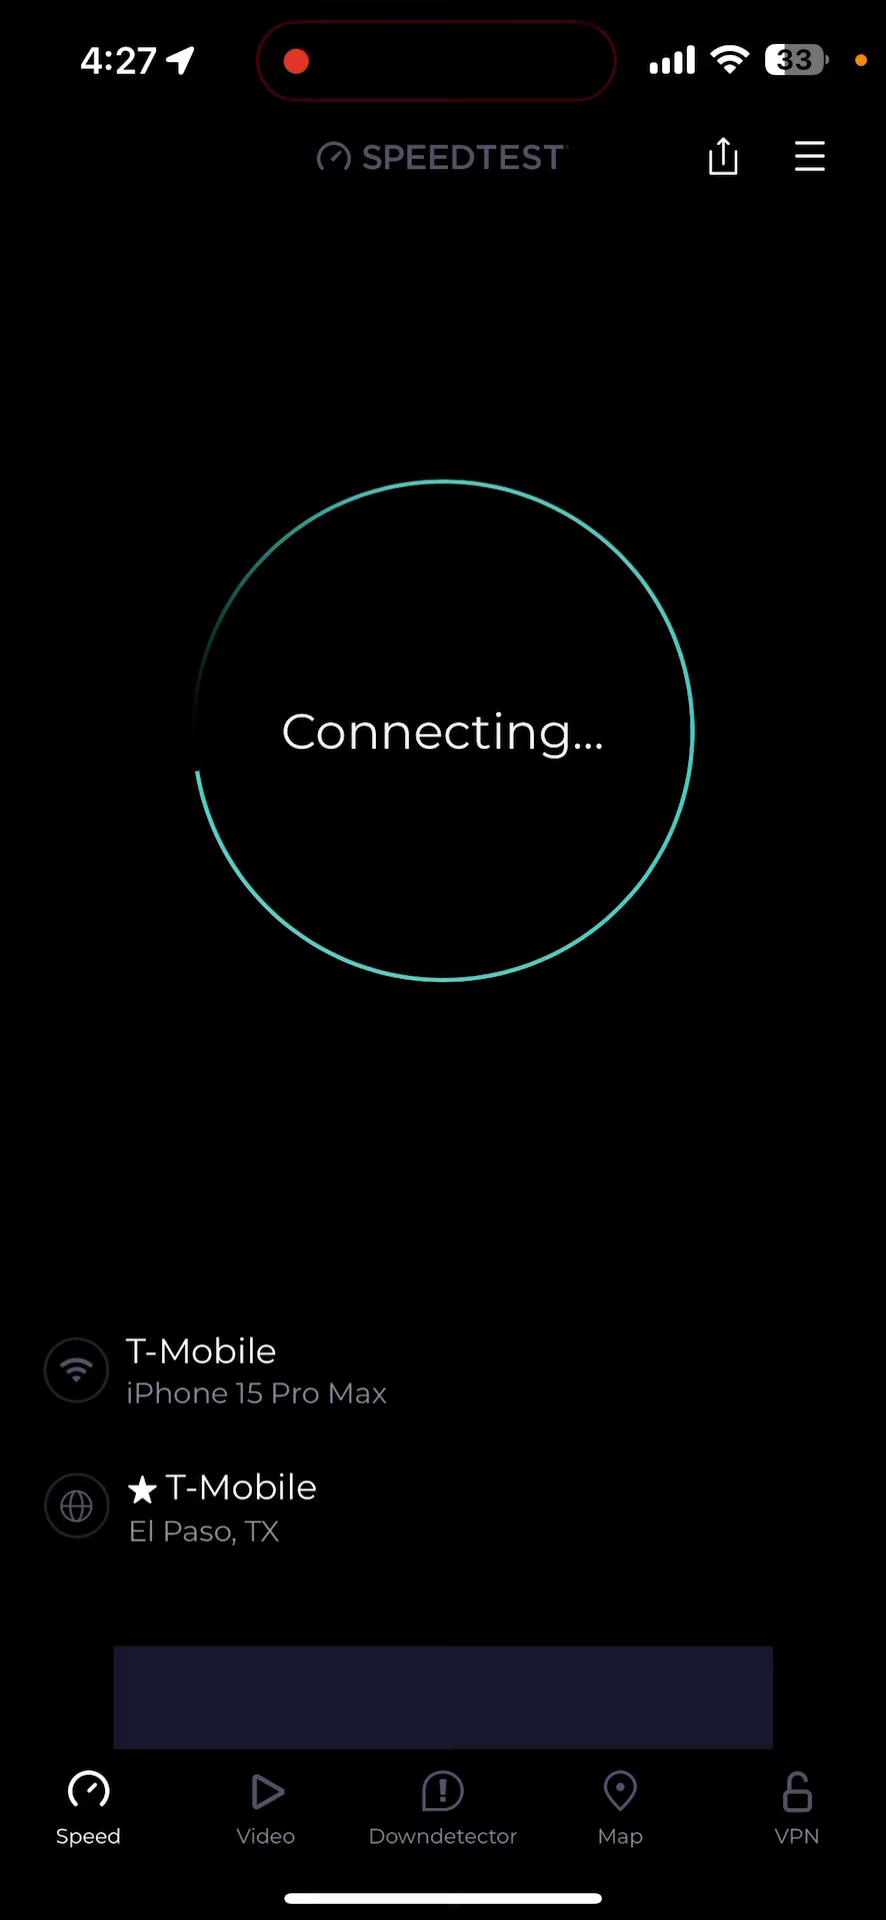 4:27
33
SPEEDTEST
Connecting...
T-Mobile
iPhone 15 Pro Max
★ T-Mobile
El Paso, TX
Speed
Video
Downdetector
Map
VPN